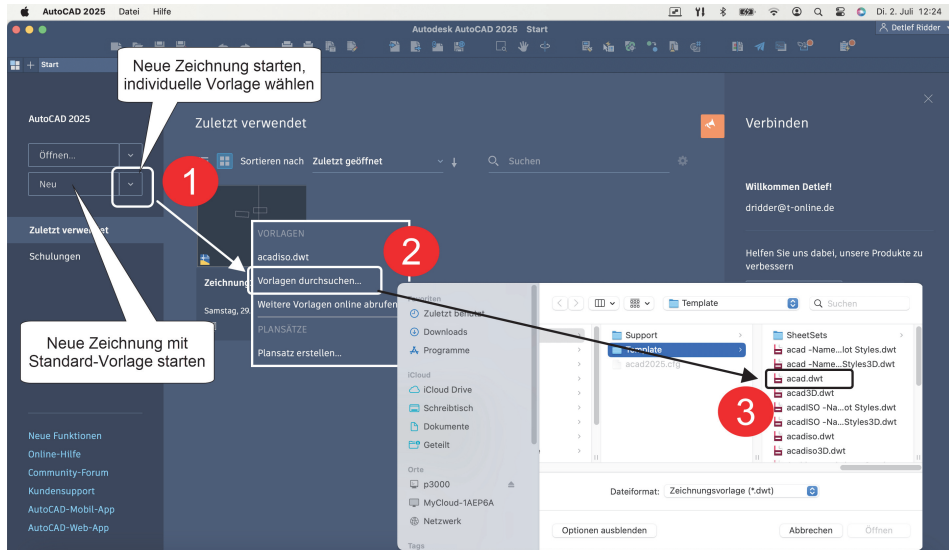 AutoCAD 2025 Datei Hilfe
Di. 2. Juli 12:24
Autodesk AutoCAD 2025 Start
Detlef Ridder
Start
Neue Zeichnung starten,
individuelle Vorlage wählen
AutoCAD 2025
Öffnen...
Neu
Zuletzt verwendet
Schulungen
Neue Zeichnung mit
Standard-Vorlage starten
Neue Funktionen
Online-Hilfe
Community-Forum
Kundensupport
AutoCAD-Mobil-App
AutoCAD-Web-App
Zuletzt verwendet
Sortieren nach Zuletzt geöffnet
Suchen
1
2
3
Zeichnung
Samstag, 29.
VORLAGEN
acadiso.dwt
Vorlagen durchsuchen...
Weitere Vorlagen online abrufen
PLANSÄTZE
Plansatz erstellen...
Verbinden
Willkommen Detlef!
dridder@t-online.de
Helfen Sie uns dabei, unsere Produkte zu
verbessern
Favoriten
Zuletzt benutzt
Downloads
Programme
iCloud
iCloud Drive
Schreibtisch
Dokumente
Geteilt
Orte
p3000
MyCloud-1AEP6A
Netzwerk
Tags
Template
Suchen
Support
Template
acad2025.cfg
SheetSets
acad -Name...lot Styles.dwt
acad -Name...Styles3D.dwt
acad.dwt
acad3D.dwt
acadISO -Na...ot Styles.dwt
acadISO -Na...Styles3D.dwt
acadiso.dwt
acadiso3D.dwt
Dateiformat: Zeichnungsvorlage (*.dwt)
Optionen ausblenden
Abbrechen
Öffnen